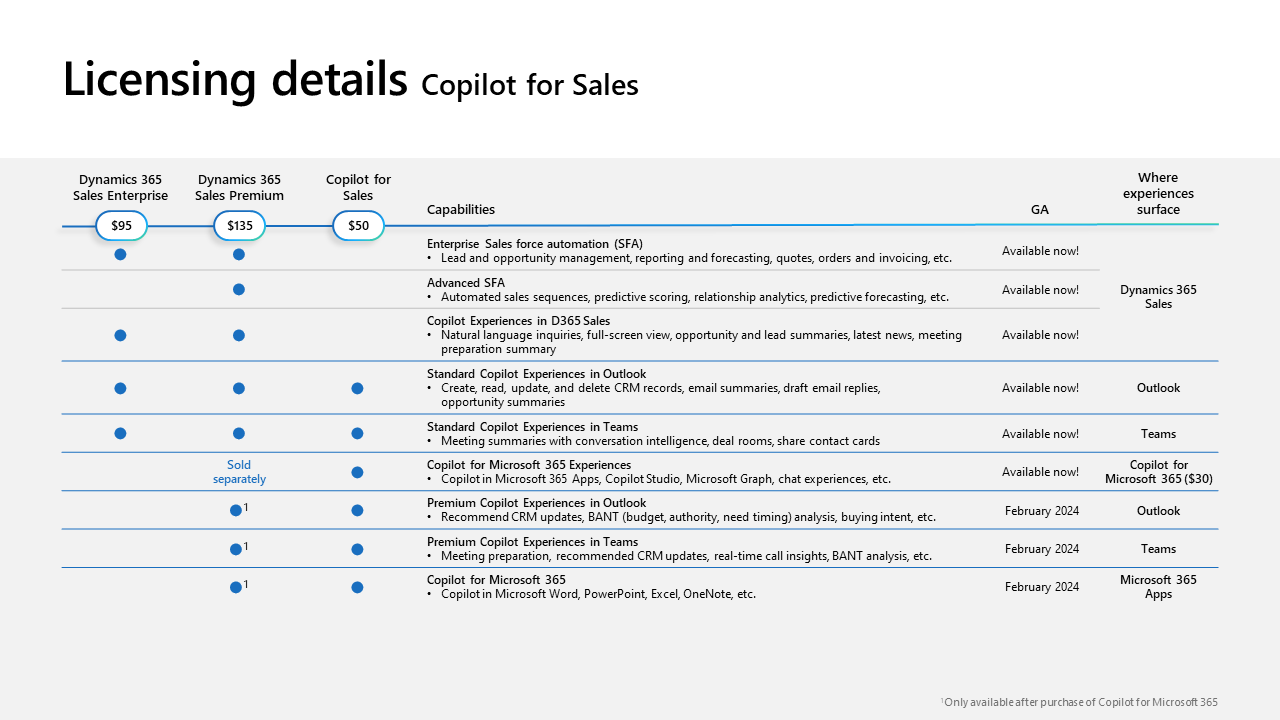 Licensing details Copilot for Sales
Dynamics 365
Sales Enterprise
Dynamics 365
Sales Premium
Copilot for
Sales
Capabilities
GA
Where
experiences
surface
$95
$135
$50
Enterprise Sales force automation (SFA)
• Lead and opportunity management, reporting and forecasting, quotes, orders and invoicing, etc.
Available now!
Advanced SFA
• Automated sales sequences, predictive scoring, relationship analytics, predictive forecasting, etc.
Available now!
Dynamics 365
Sales
Copilot Experiences in D365 Sales
• Natural language inquiries, full-screen view, opportunity and lead summaries, latest news, meeting
preparation summary
Available now!
Standard Copilot Experiences in Outlook
• Create, read, update, and delete CRM records, email summaries, draft email replies,
opportunity summaries
Available now!
Outlook
Standard Copilot Experiences in Teams
• Meeting summaries with conversation intelligence, deal rooms, share contact cards
Available now!
Teams
Sold
separately
Copilot for Microsoft 365 Experiences
• Copilot in Microsoft 365 Apps, Copilot Studio, Microsoft Graph, chat experiences, etc.
Available now!
Copilot for
Microsoft 365 ($30)
1
Premium Copilot Experiences in Outlook
• Recommend CRM updates, BANT (budget, authority, need timing) analysis, buying intent, etc.
February 2024
Outlook
1
Premium Copilot Experiences in Teams
• Meeting preparation, recommended CRM updates, real-time call insights, BANT analysis, etc.
February 2024
Teams
1
Copilot for Microsoft 365
• Copilot in Microsoft Word, PowerPoint, Excel, OneNote, etc.
February 2024
Microsoft 365
Apps
1Only available after purchase of Copilot for Microsoft 365